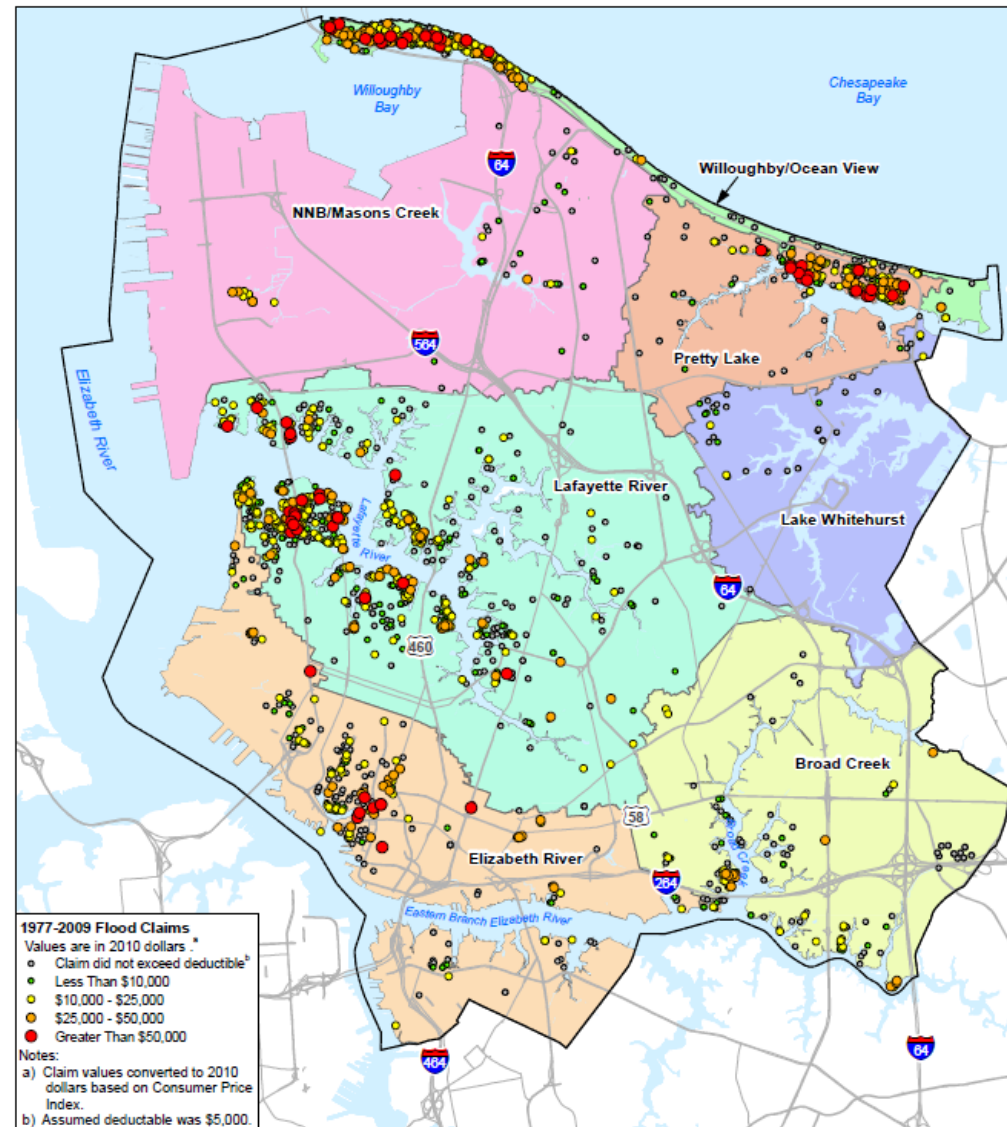 Willoughby
Bay
Chesapeake
Bay
64
Willoughby/Ocean View
NNB/Masons Creek
564
Pretty Lake
Elizabeth River
Lafayette River
Lafayette
River
Lake Whitehurst
64
460
Broad Creek
58
Broad Creek
Elizabeth River
264
Eastern Branch Elizabeth River
1977-2009 Flood Claims
Values are in 2010 dollars .a
Claim did not exceed deductibleb
Less Than $10,000
$10,000 - $25,000
$25,000 - $50,000
Greater Than $50,000
Notes:
a) Claim values converted to 2010
dollars based on Consumer Price
Index.
b) Assumed deductable was $5,000.
464
64